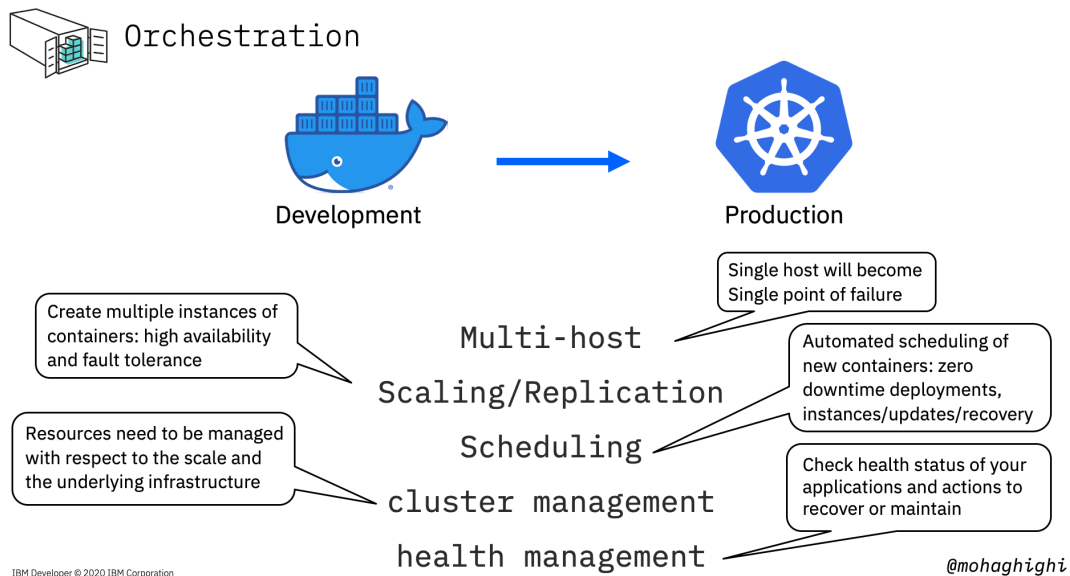 Orchestration
Development
Production
Single host will become
Single point of failure
Create multiple instances of
containers: high availability
and fault tolerance
Multi-host
Automated scheduling of
new containers: zero
downtime deployments,
instances/updates/recovery
Scaling/Replication
Resources need to be managed
with respect to the scale and
the underlying infrastructure
Scheduling
Check health status of your
applications and actions to
recover or maintain
cluster management
health management
@mohaghighi
IBM Developer © 2020 IBM Corporation